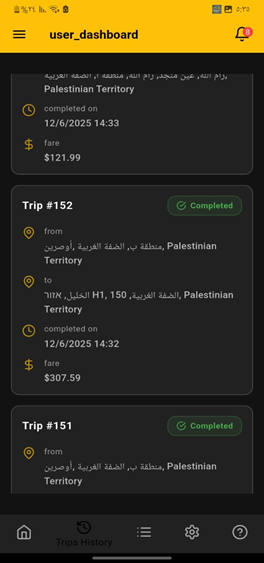 %٢٤ ٥:٣٥
user_dashboard 8
رام الله, عين منجد, رام الله, منطقة أ, الضفة الغربية,
Palestinian Territory
completed on
12/6/2025 14:33
fare
$121.99
Trip #152 Completed
from
منطقة ب, الضفة الغربية, أوصرين, Palestinian
Territory
to
الخليل, אזור H1, 150, الضفة الغربية, Palestinian
Territory
completed on
12/6/2025 14:32
fare
$307.59
Trip #151 Completed
from
منطقة ب, الضفة الغربية, أوصرين, Palestinian
Territory
Trips History